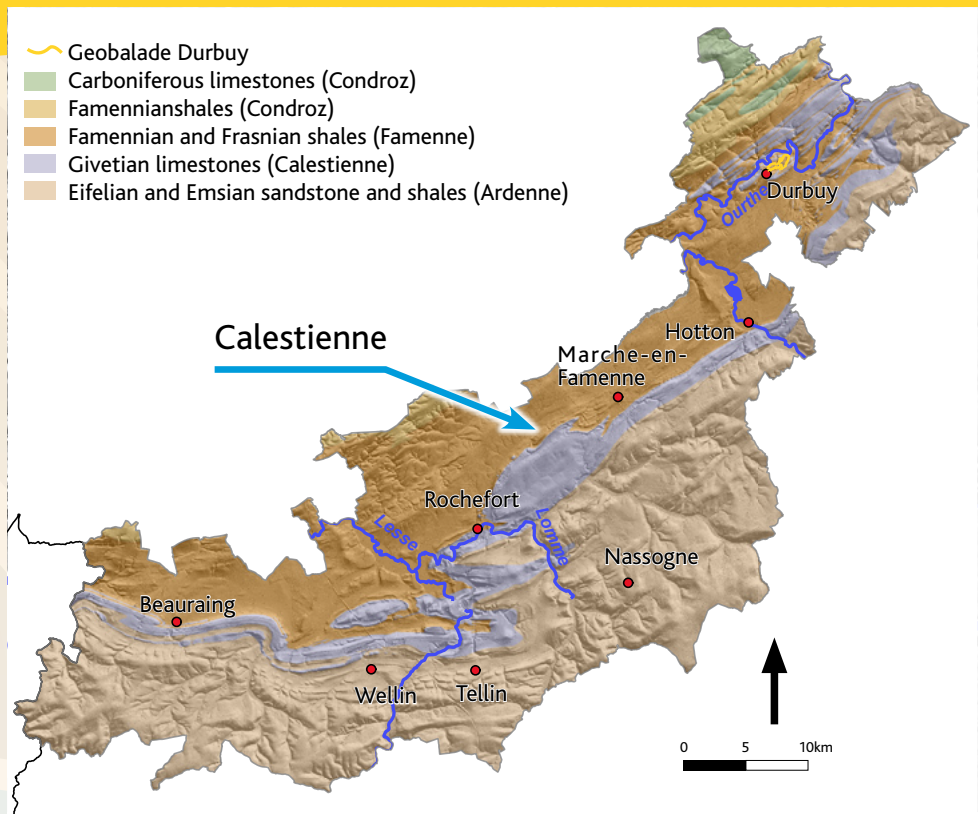 Geobalade Durbuy
Carboniferous limestones (Condroz)
Famennianshales (Condroz)
Famennian and Frasnian shales (Famenne)
Givetian limestones (Calestienne)
Eifelian and Emsian sandstone and shales (Ardenne)
Durbuy
Ourthe
Calestienne
Hotton
Marche-en-
Famenne
Rochefort
Lesse
Lomme
Nassogne
Beauraing
Wellin
Tellin
0 5 10km